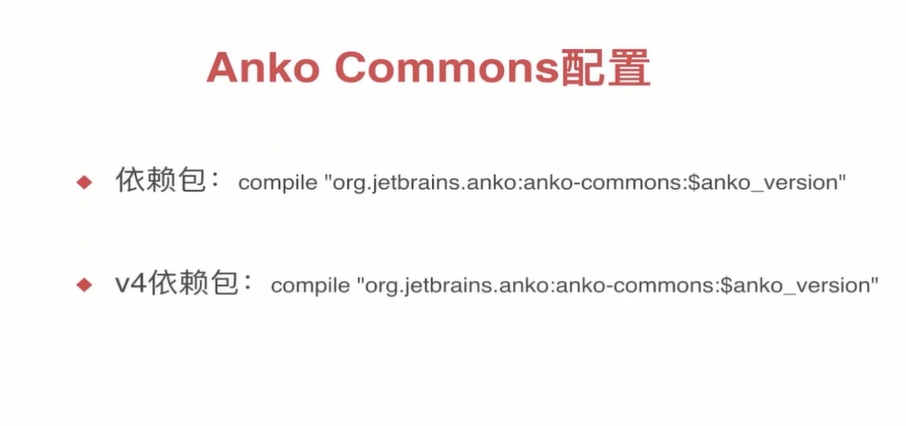 Anko Commons配置
依赖包：compile "org.jetbrains.anko:anko-commons:$anko_version"
v4依赖包：compile "org.jetbrains.anko:anko-commons:$anko_version"